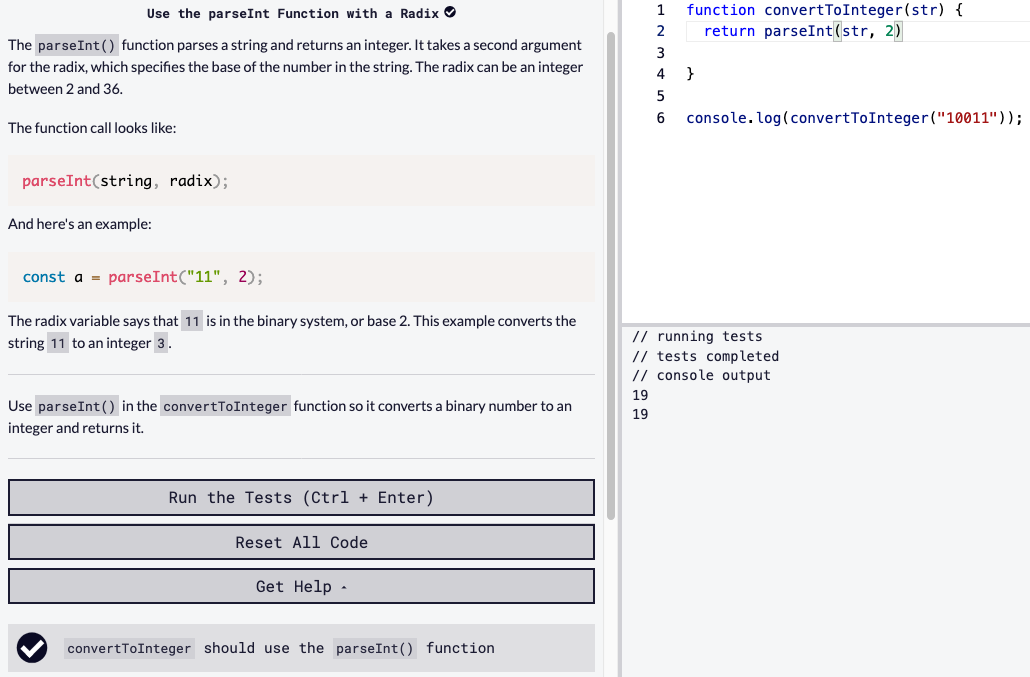 Use the parseInt Function with a Radix
The parseInt() function parses a string and returns an integer. It takes a second argument
for the radix, which specifies the base of the number in the string. The radix can be an integer
between 2 and 36.
The function call looks like:
parseInt(string, radix);
And here's an example:
const a = parseInt("11", 2);
The radix variable says that 11 is in the binary system, or base 2. This example converts the
string 11 to an integer 3.
Use parseInt() in the convertToInteger function so it converts a binary number to an
integer and returns it.
Run the Tests (Ctrl + Enter)
Reset All Code
Get Help -
convertToInteger should use the parseInt() function
1 function convertToInteger(str) {
2 return parseInt(str, 2)
3
4 }
5
6 console.log(convertToInteger("10011"));
// running tests
// tests completed
// console output
19
19